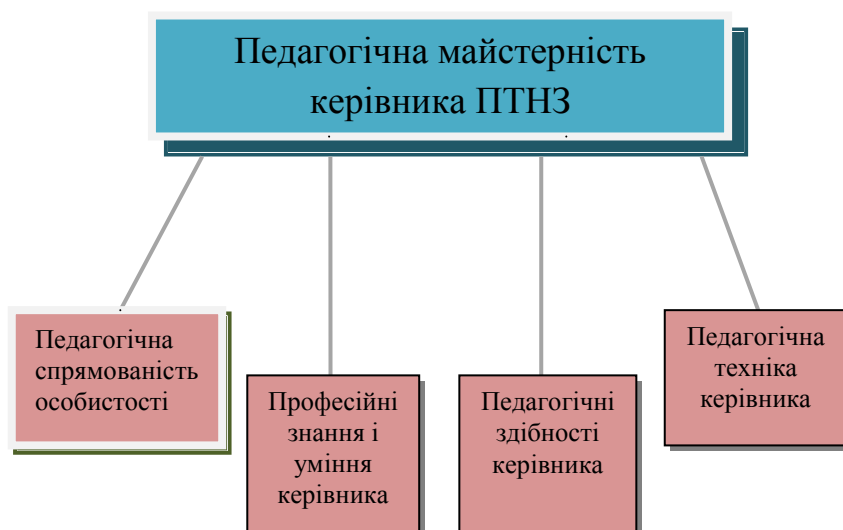 Педагогічна майстерність
керівника ПТНЗ
Педагогічна
спрямованість
особистості
Професійні
знання і
уміння
керівника
Педагогічні
здібності
керівника
Педагогічна
техніка
керівника